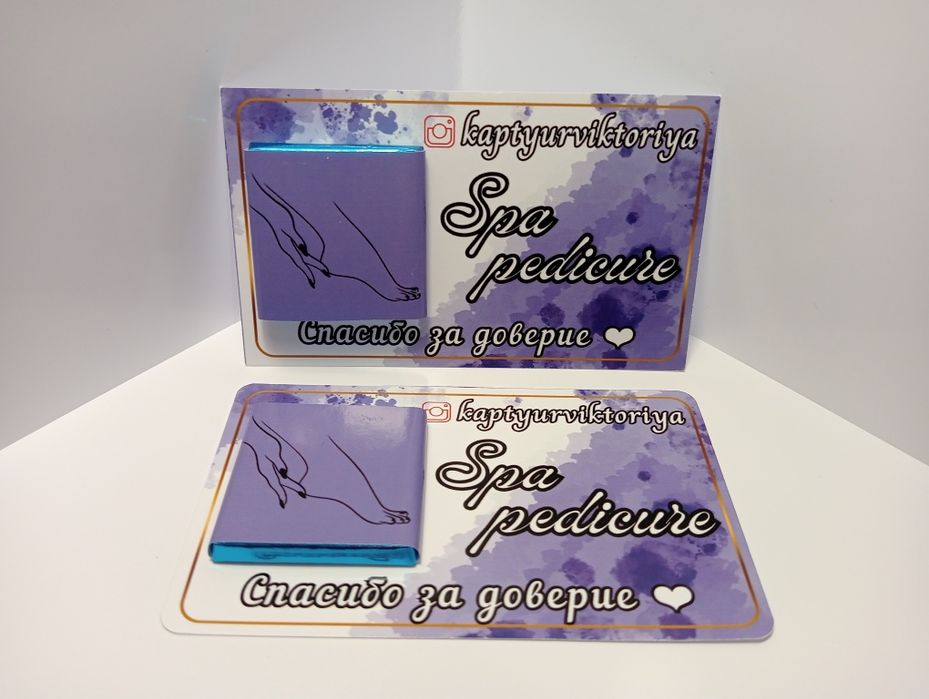 kaptyurviktoriya
Spa
pedicure
Спасибо за доверие
kaptyurviktoriya
Spa
pedicure
Спасибо за доверие